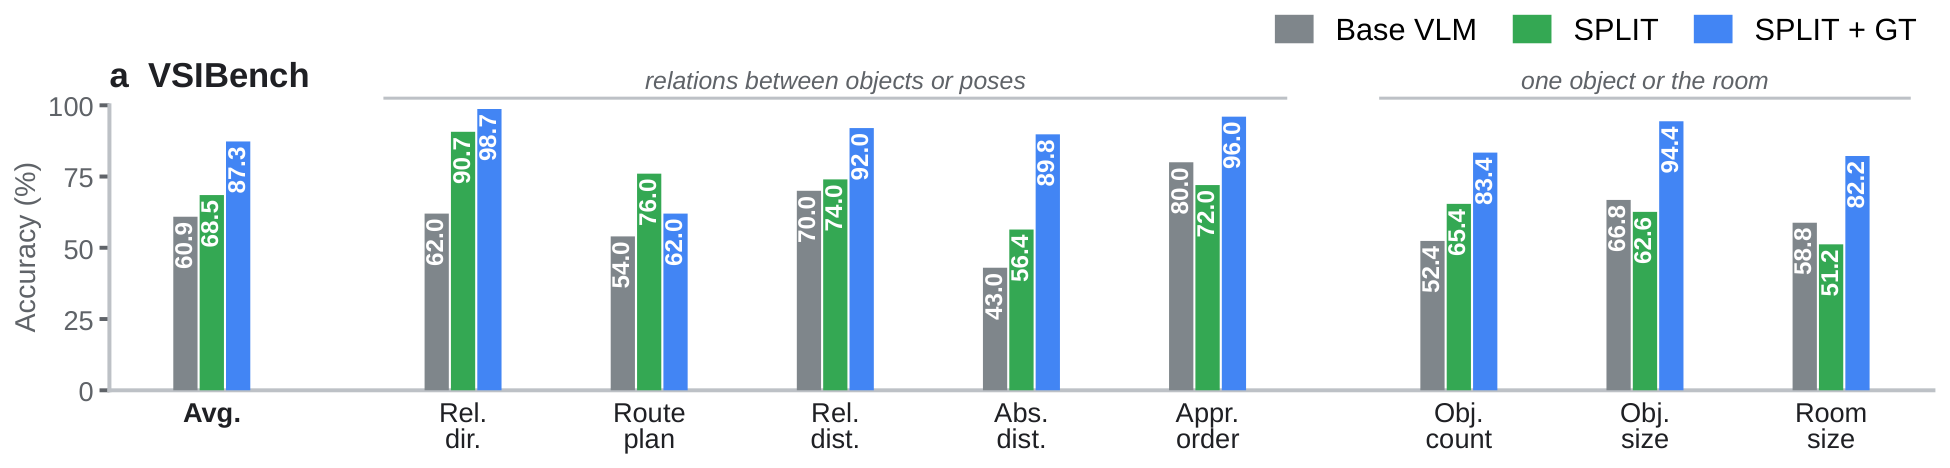 Base VLM SPLIT SPLIT + GT
a VSIBench
relations between objects or poses
one object or the room
Accuracy (%)
100
75
50
25
0
60.9 68.5 87.3
62.0 90.7 98.7
54.0 76.0 62.0
70.0 74.0 92.0
43.0 56.4 89.8
80.0 72.0 96.0
52.4 65.4 83.4
66.8 62.6 94.4
58.8 51.2 82.2
Avg.
Rel.
dir.
Route
plan
Rel.
dist.
Abs.
dist.
Appr.
order
Obj.
count
Obj.
size
Room
size